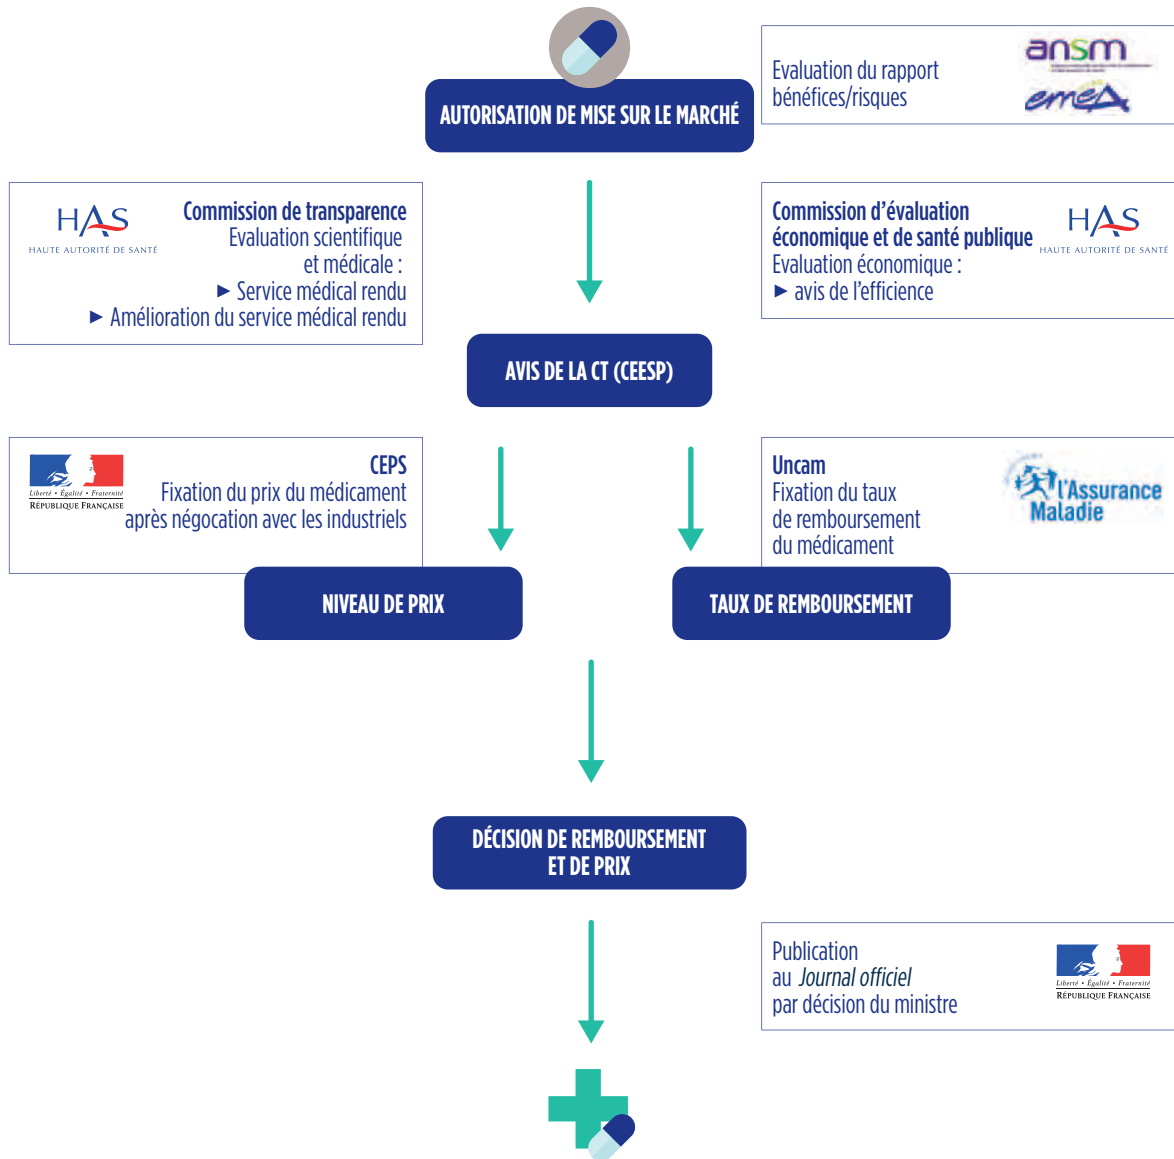 AUTORISATION DE MISE SUR LE MARCHÉ
Evaluation du rapport
bénéfices/risques
ansm
emeA
HAS
HAUTE AUTORITÉ DE SANTÉ
Commission de transparence
Evaluation scientifique
et médicale :
► Service médical rendu
► Amélioration du service médical rendu
Commission d'évaluation
économique et de santé publique
Evaluation économique :
► avis de l'efficience
HAS
HAUTE AUTORITÉ DE SANTÉ
AVIS DE LA CT (CEESP)
Liberté • Égalité • Fraternité
RÉPUBLIQUE FRANÇAISE
CEPS
Fixation du prix du médicament
après négocation avec les industriels
Uncam
Fixation du taux
de remboursement
du médicament
l'Assurance
Maladie
NIVEAU DE PRIX
TAUX DE REMBOURSEMENT
DÉCISION DE REMBOURSEMENT
ET DE PRIX
Publication
au Journal officiel
par décision du ministre
Liberté • Égalité • Fraternité
RÉPUBLIQUE FRANÇAISE